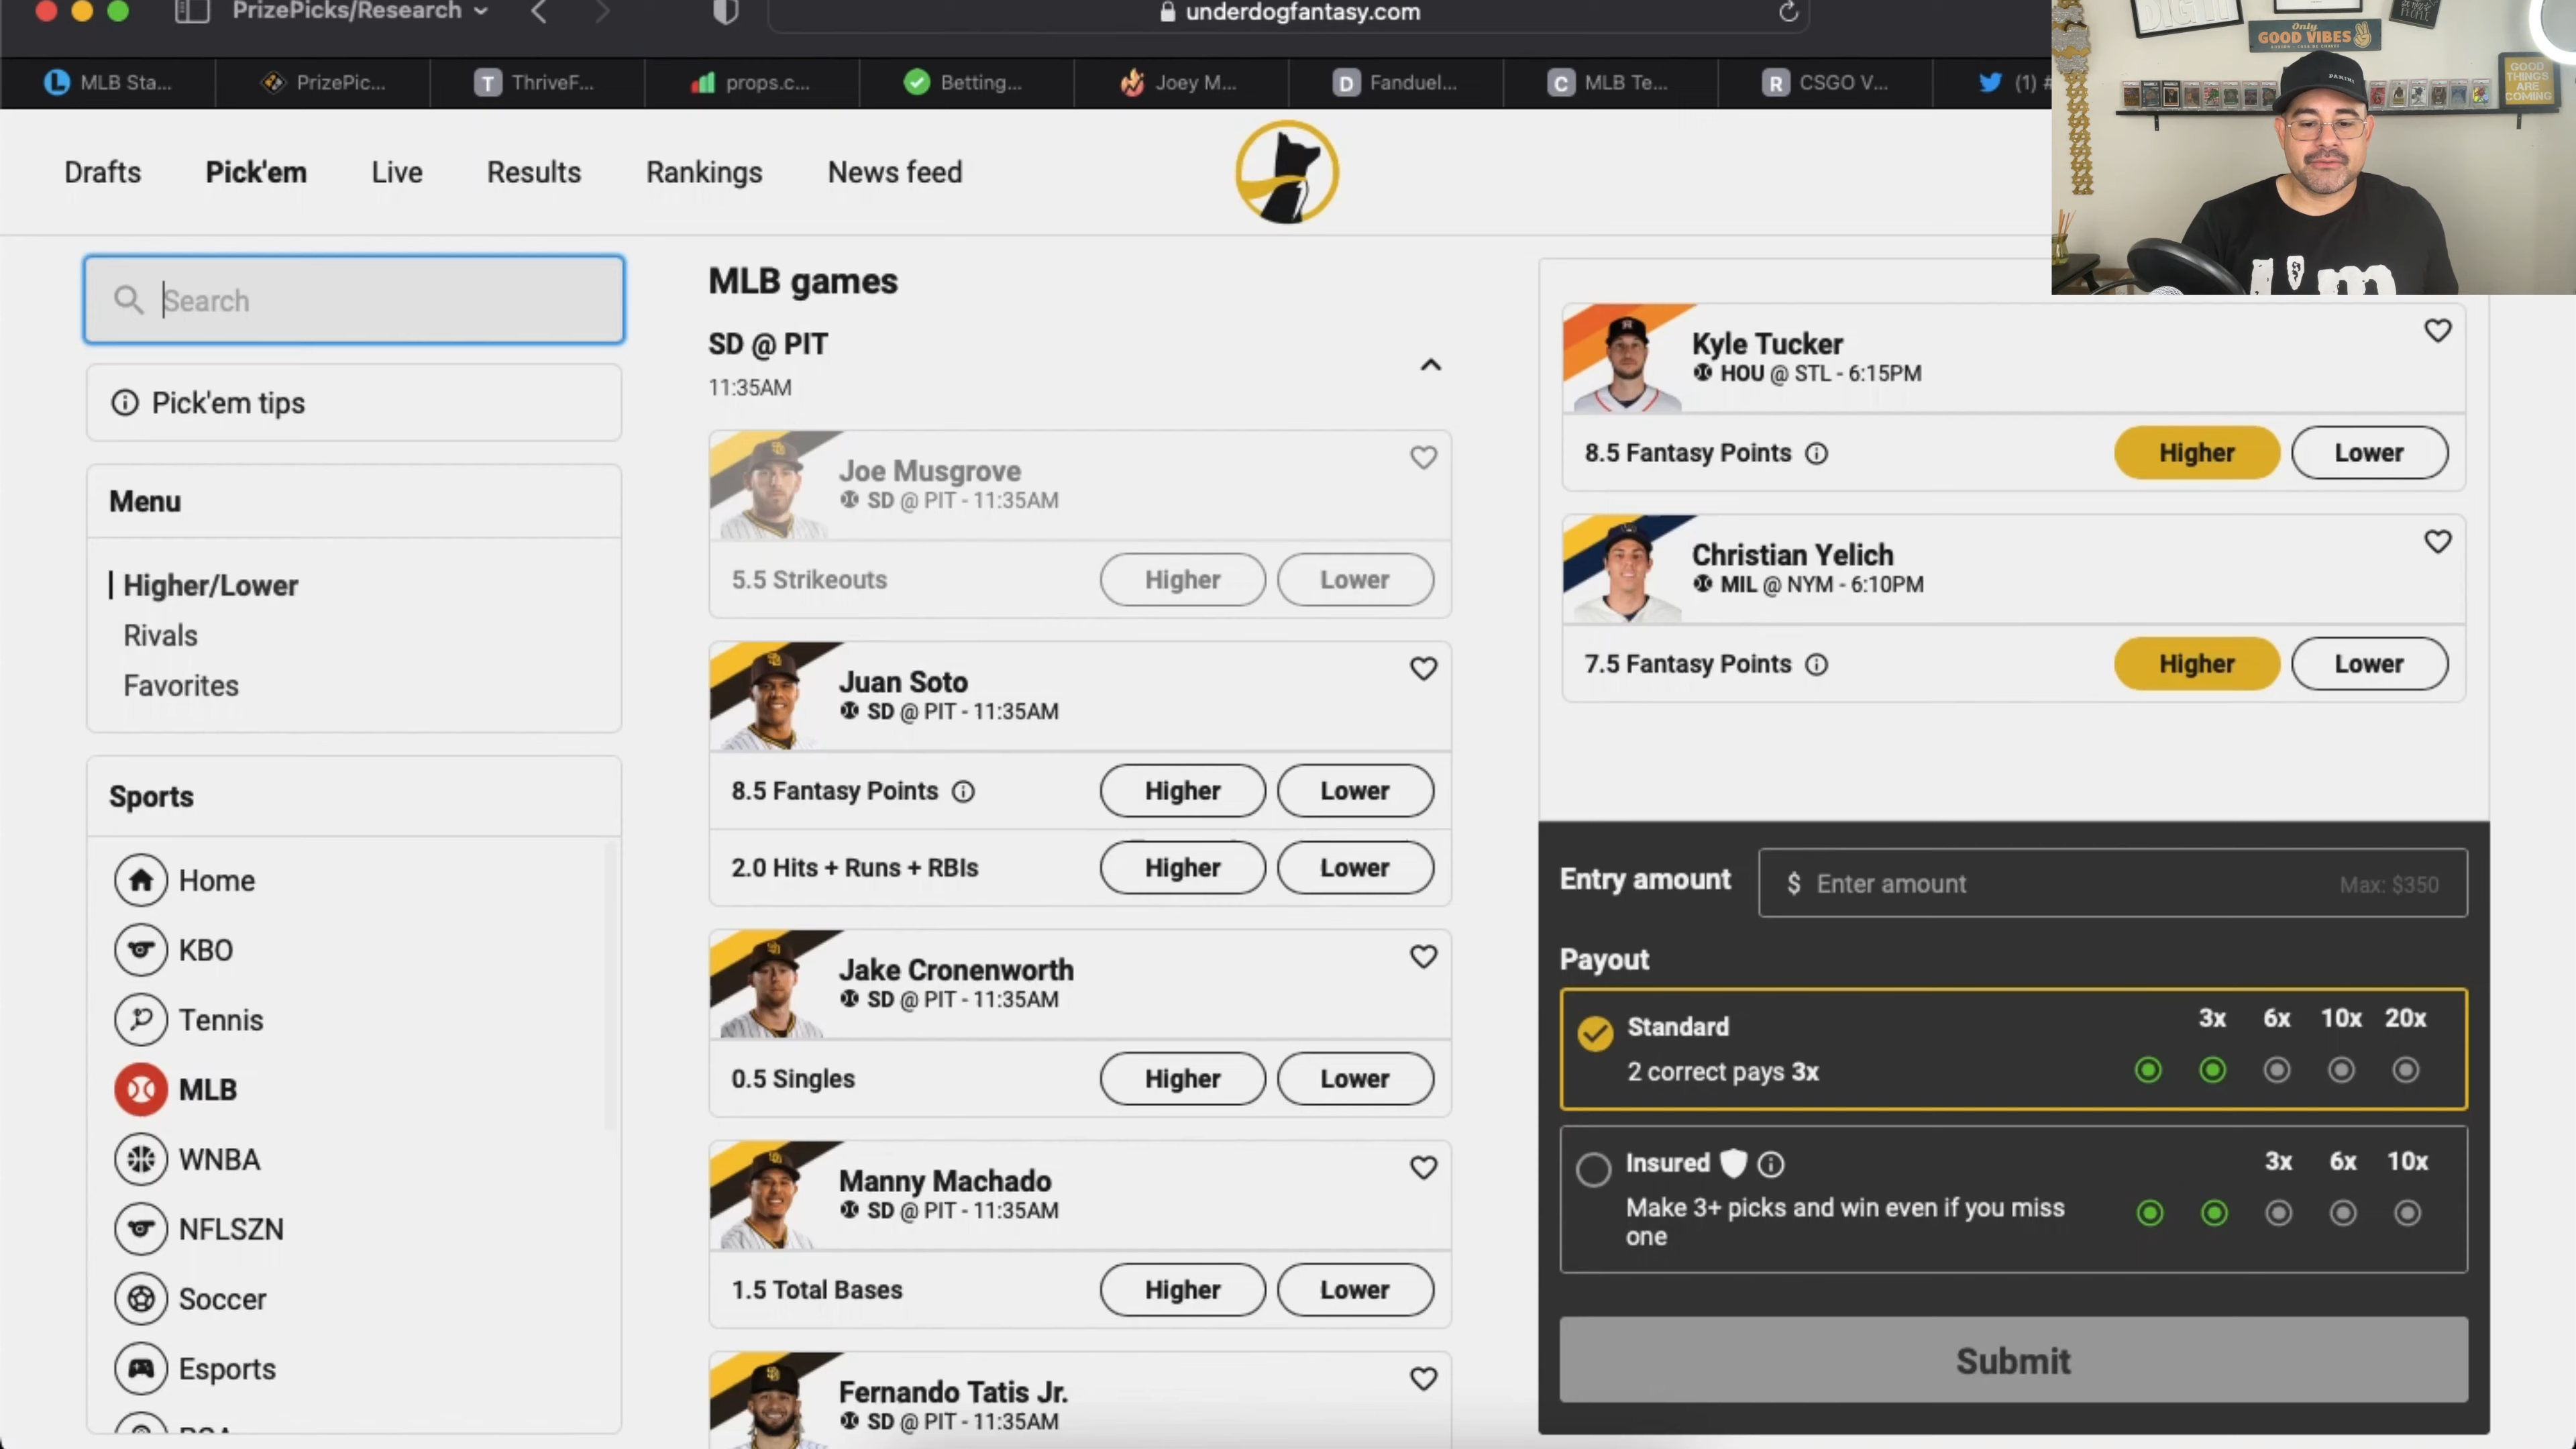 PrizePicks/Research
underdogfantasy.com
MLB Sta...
PrizePic...
T ThriveF...
props.c...
Betting...
Joey M...
D Fanduel...
C MLB Te...
R CSGO V...
(1) #
Only
GOOD VIBES
GOOD
THINGS
ARE
COMING
PANINI
I'm
Drafts
Pick'em
Live
Results
Rankings
News feed
Search
Pick'em tips
Menu
Higher/Lower
Rivals
Favorites
Sports
Home
KBO
Tennis
MLB
WNBA
NFLSZN
Soccer
Esports
MLB games
SD @ PIT
11:35AM
Joe Musgrove
SD @ PIT - 11:35AM
5.5 Strikeouts Higher Lower
Juan Soto
SD @ PIT - 11:35AM
8.5 Fantasy Points Higher Lower
2.0 Hits + Runs + RBIs Higher Lower
Jake Cronenworth
SD @ PIT - 11:35AM
0.5 Singles Higher Lower
Manny Machado
SD @ PIT - 11:35AM
1.5 Total Bases Higher Lower
Fernando Tatis Jr.
SD @ PIT - 11:35AM
Kyle Tucker
HOU @ STL - 6:15PM
8.5 Fantasy Points Higher Lower
Christian Yelich
MIL @ NYM - 6:10PM
7.5 Fantasy Points Higher Lower
Entry amount $ Enter amount Max: $350
Payout
Standard 3x 6x 10x 20x
2 correct pays 3x
Insured 3x 6x 10x
Make 3+ picks and win even if you miss
one
Submit